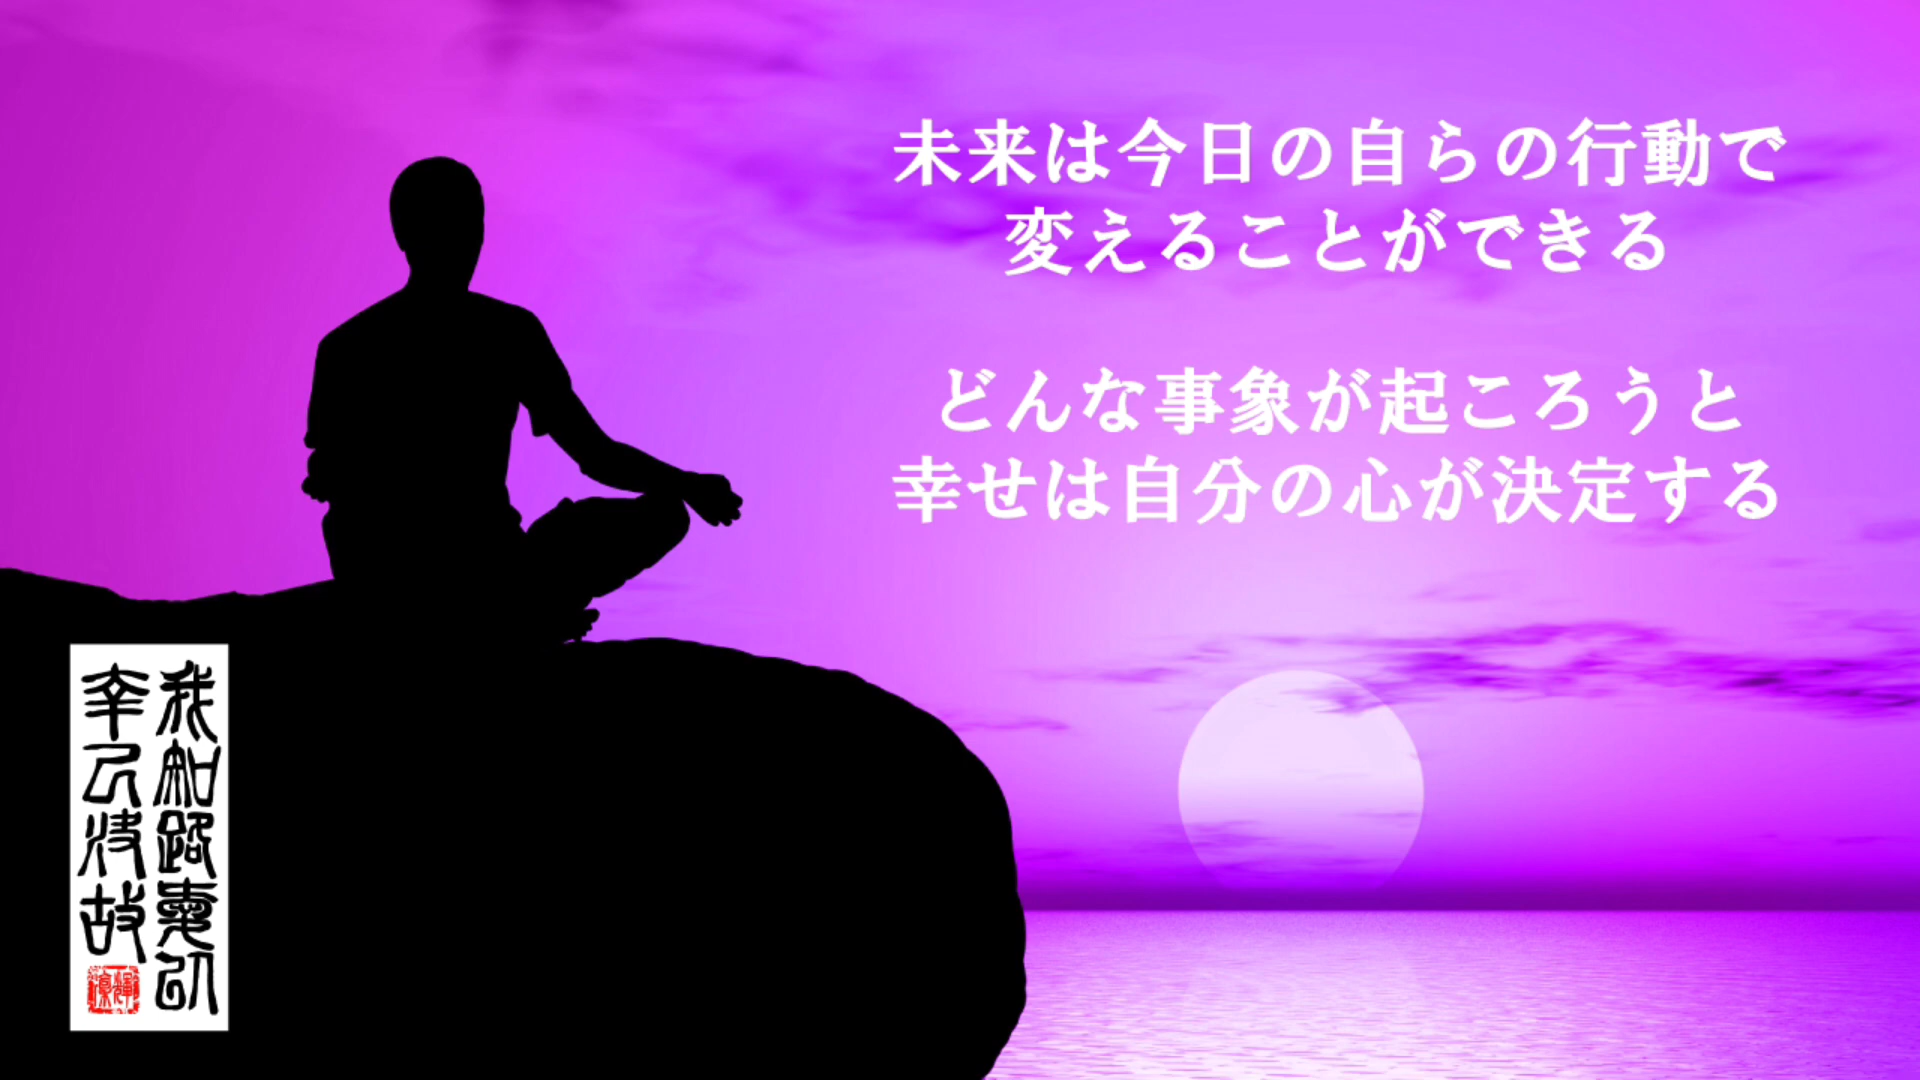 未来は今日の自らの行動で
変えることができる
どんな事象が起ころうと
幸せは自分の心が決定する